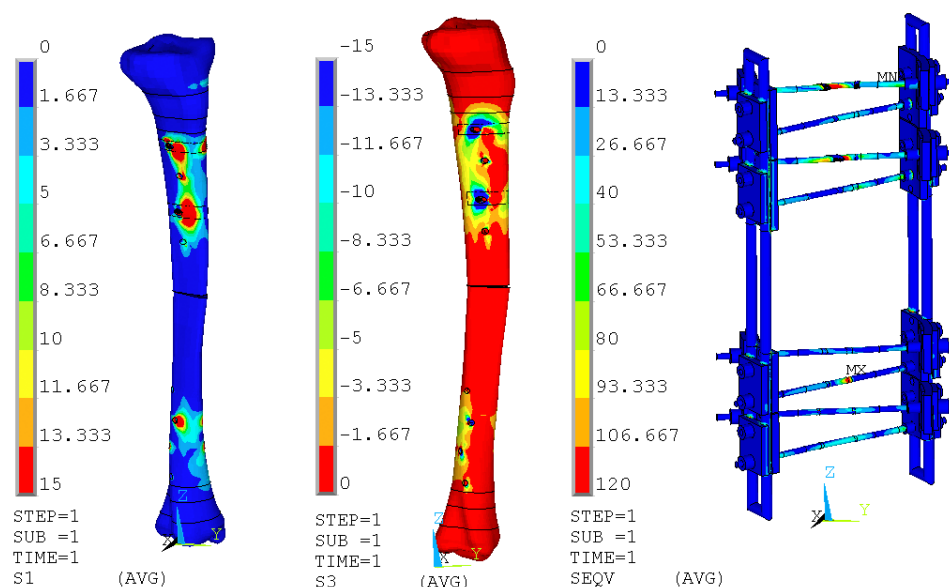 0
1.667
3.333
5
6.667
8.333
10
11.667
13.333
15
STEP=1
SUB =1
TIME=1
S1 (AVG)
Z
X
Y
-15
-13.333
-11.667
-10
-8.333
-6.667
-5
-3.333
-1.667
0
STEP=1
SUB =1
TIME=1
S3 (AVG)
Z
X
Y
0
13.333
26.667
40
53.333
66.667
80
93.333
106.667
120
STEP=1
SUB =1
TIME=1
SEQV (AVG)
MN
MX
Z
X
Y